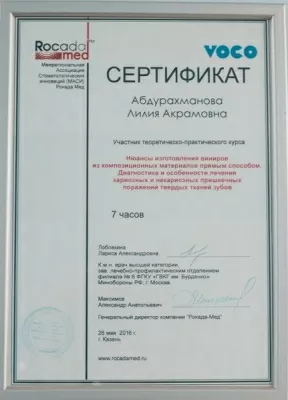 Rocada
med
VOCO
Межрегиональная
Ассоциация
Стоматологических
инноваций (МАСИ)
Рокада Мед
СЕРТИФИКАТ
Абдурахманова
Лилия Акрамовна
Участник теоретическо-практического курса
Нюансы изготовления виниров
из композиционных материалов прямым способом.
Диагностика и особенности лечения
кариозных и некариозных пришеечных
поражений твердых тканей зубов.
7 часов
Лобовкина
Лариса Александровна
К.м.н. врач высшей категории,
зав. лечебно-профилактическим отделением
филиала № 6 ФГКУ «ГВКГ им. Бурденко»
Минобороны РФ, г. Москва.
Максимов
Александр Анатольевич
Генеральный директор компании "Рокада-Мед"
г. Казань
www.rocadamed.ru